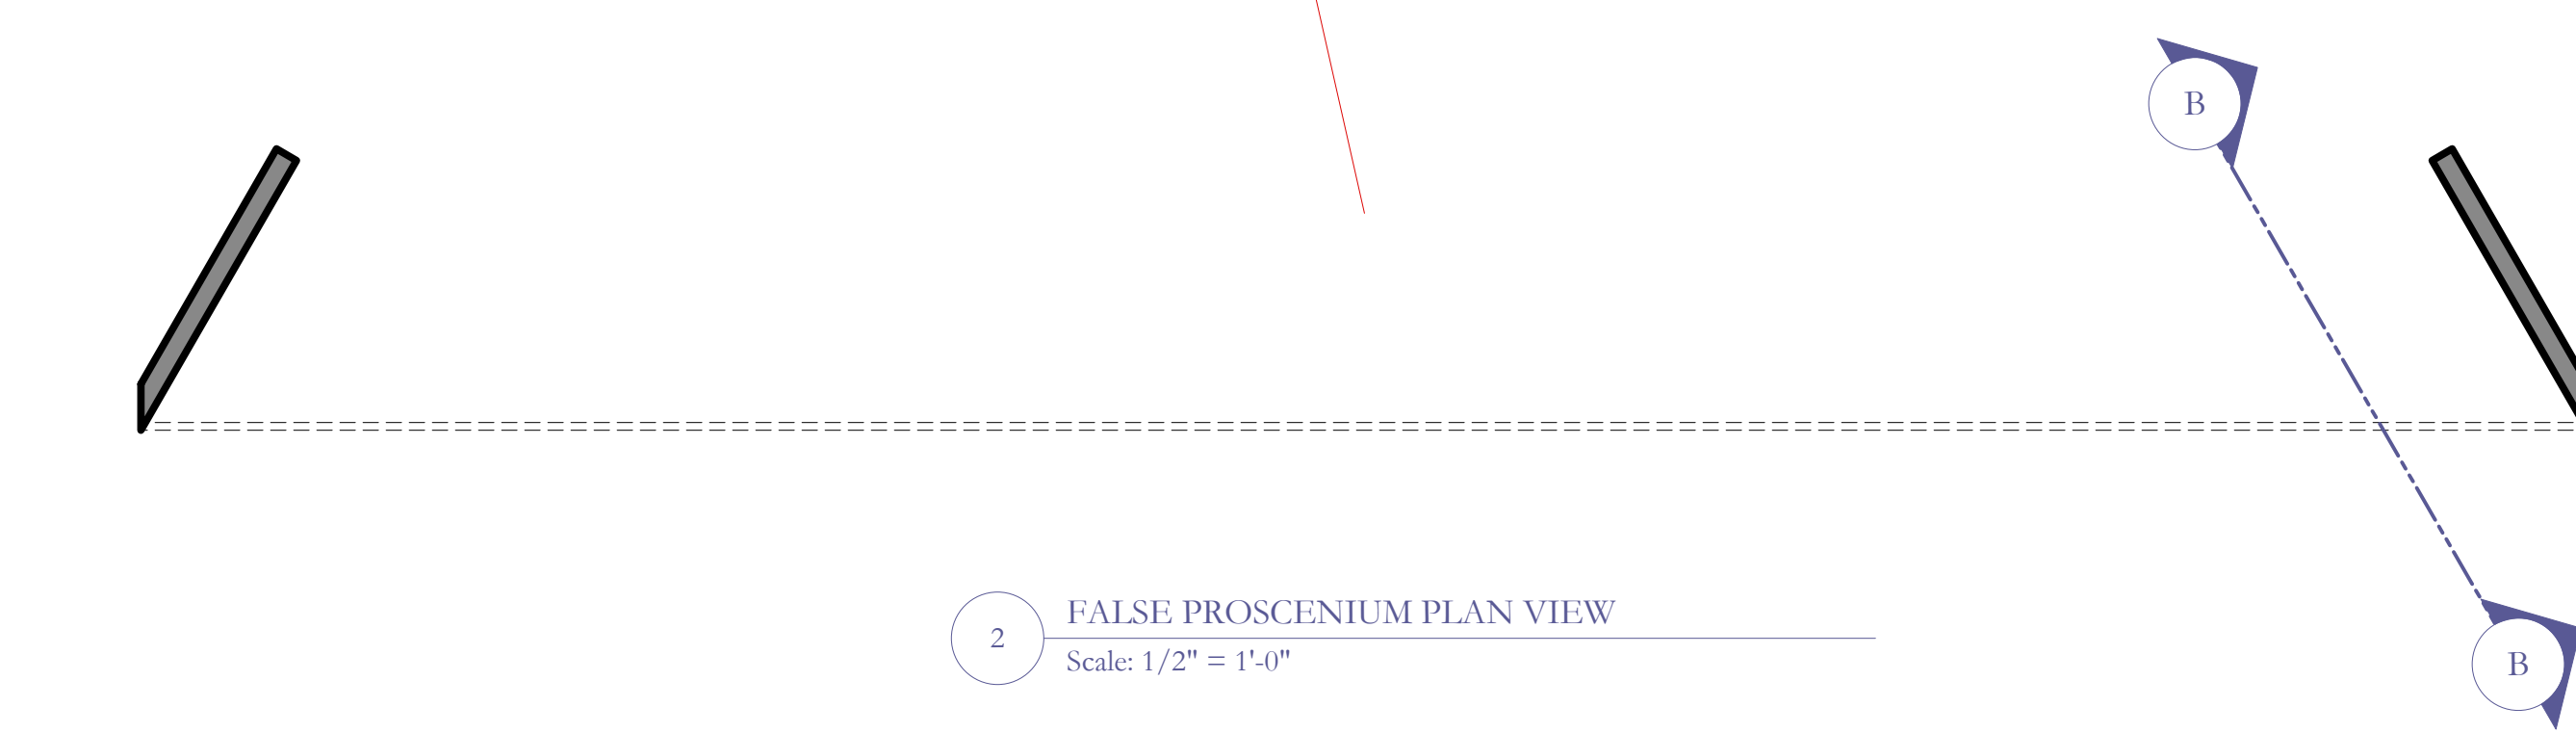 B
FALSE PROSCENIUM PLAN VIEW
2
Scale: 1/2" = 1'-0"
B